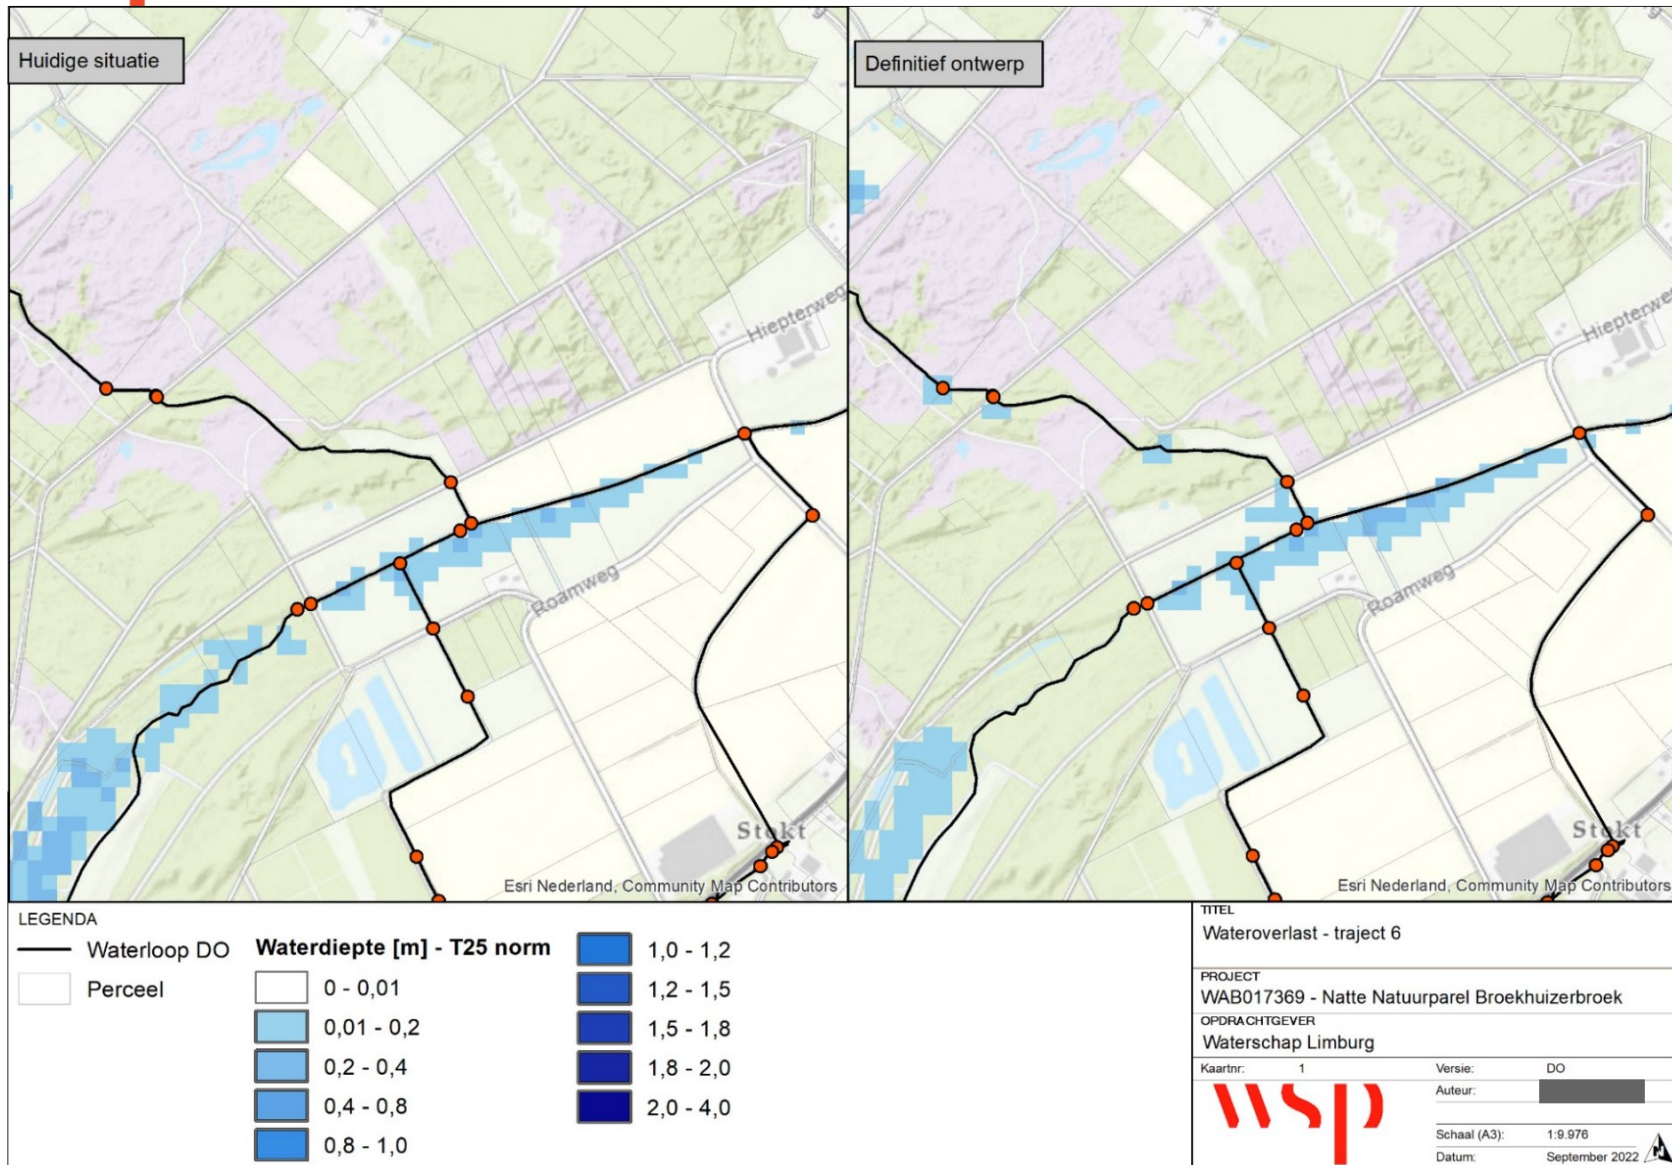 Huidige situatie
Definitief ontwerp
Hiepterweg
Roamweg
Stokt
Esri Nederland, Community Map Contributors
Hiepterweg
Roamweg
Stokt
Esri Nederland, Community Map Contributors
LEGENDA
Waterloop DO
Perceel
Waterdiepte [m] - T25 norm
0 - 0,01
0,01 - 0,2
0,2 - 0,4
0,4 - 0,8
0,8 - 1,0
1,0 - 1,2
1,2 - 1,5
1,5 - 1,8
1,8 - 2,0
2,0 - 4,0
TITEL
Wateroverlast - traject 6
PROJECT
WAB017369 - Natte Natuurparel Broekhuizerbroek
OPDRACHTGEVER
Waterschap Limburg
Kaartnr: 1 Versie: DO
Auteur:
wsp
Schaal (A3): 1:9.976
Datum: September 2022